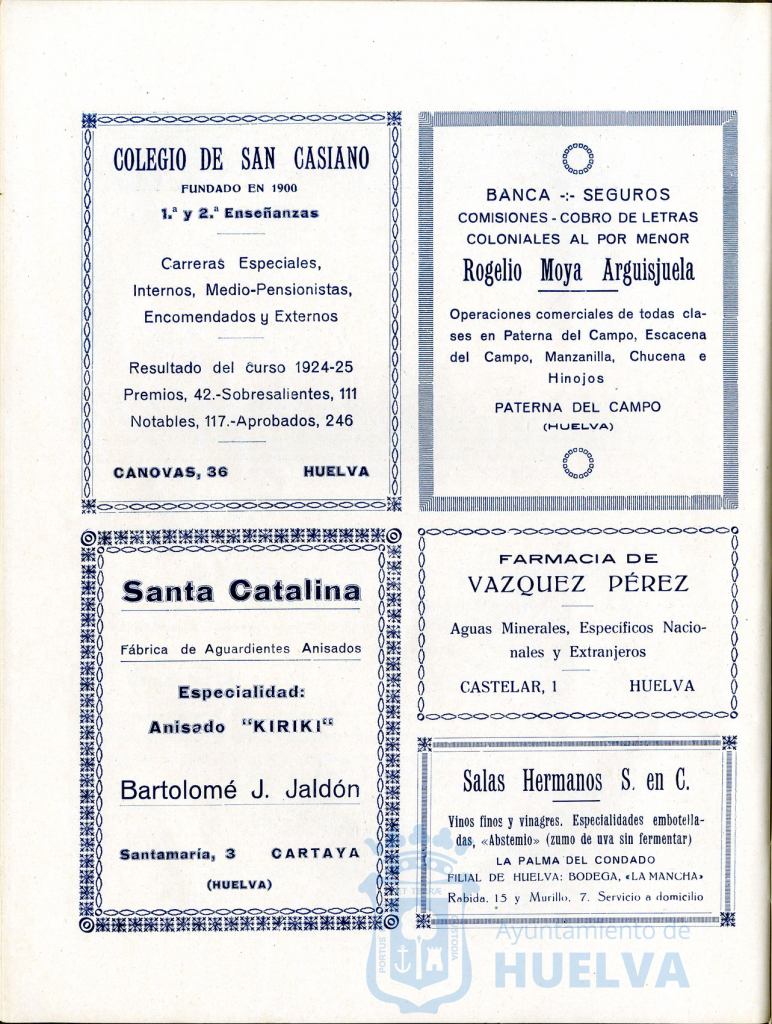 COLEGIO DE SAN CASIANO
FUNDADO EN 1900
1.ª y 2.ª Enseñanzas
Carreras Especiales,
Internos, Medio-Pensionistas,
Encomendados y Externos
Resultado del curso 1924-25
Premios, 42.-Sobresalientes, 111
Notables, 117.-Aprobados, 246
CANOVAS, 36 HUELVA
BANCA -:- SEGUROS
COMISIONES - COBRO DE LETRAS
COLONIALES AL POR MENOR
Rogelio Moya Arguisjuela
Operaciones comerciales de todas cla-
ses en Paterna del Campo, Escacena
del Campo, Manzanilla, Chucena e
Hinojos
PATERNA DEL CAMPO
(HUELVA)
Santa Catalina
Fábrica de Aguardientes Anisados
Especialidad:
Anisado "KIRIKI"
Bartolomé J. Jaldón
Santamaría, 3 CARTAYA
(HUELVA)
FARMACIA DE
VAZQUEZ PÉREZ
Aguas Minerales, Especificos Nacio-
nales y Extranjeros
CASTELAR, 1 HUELVA
Salas Hermanos S. en C.
Vinos finos y vinagres. Especialidades embotella-
das, «Abstemio» (zumo de uva sin fermentar)
LA PALMA DEL CONDADO
FILIAL DE HUELVA: BODEGA, «LA MANCHA»
Rabida, 15 y Murillo, 7. Servicio a domicilio
PORTUS
CUSTODIA
Ayuntamiento de
HUELVA